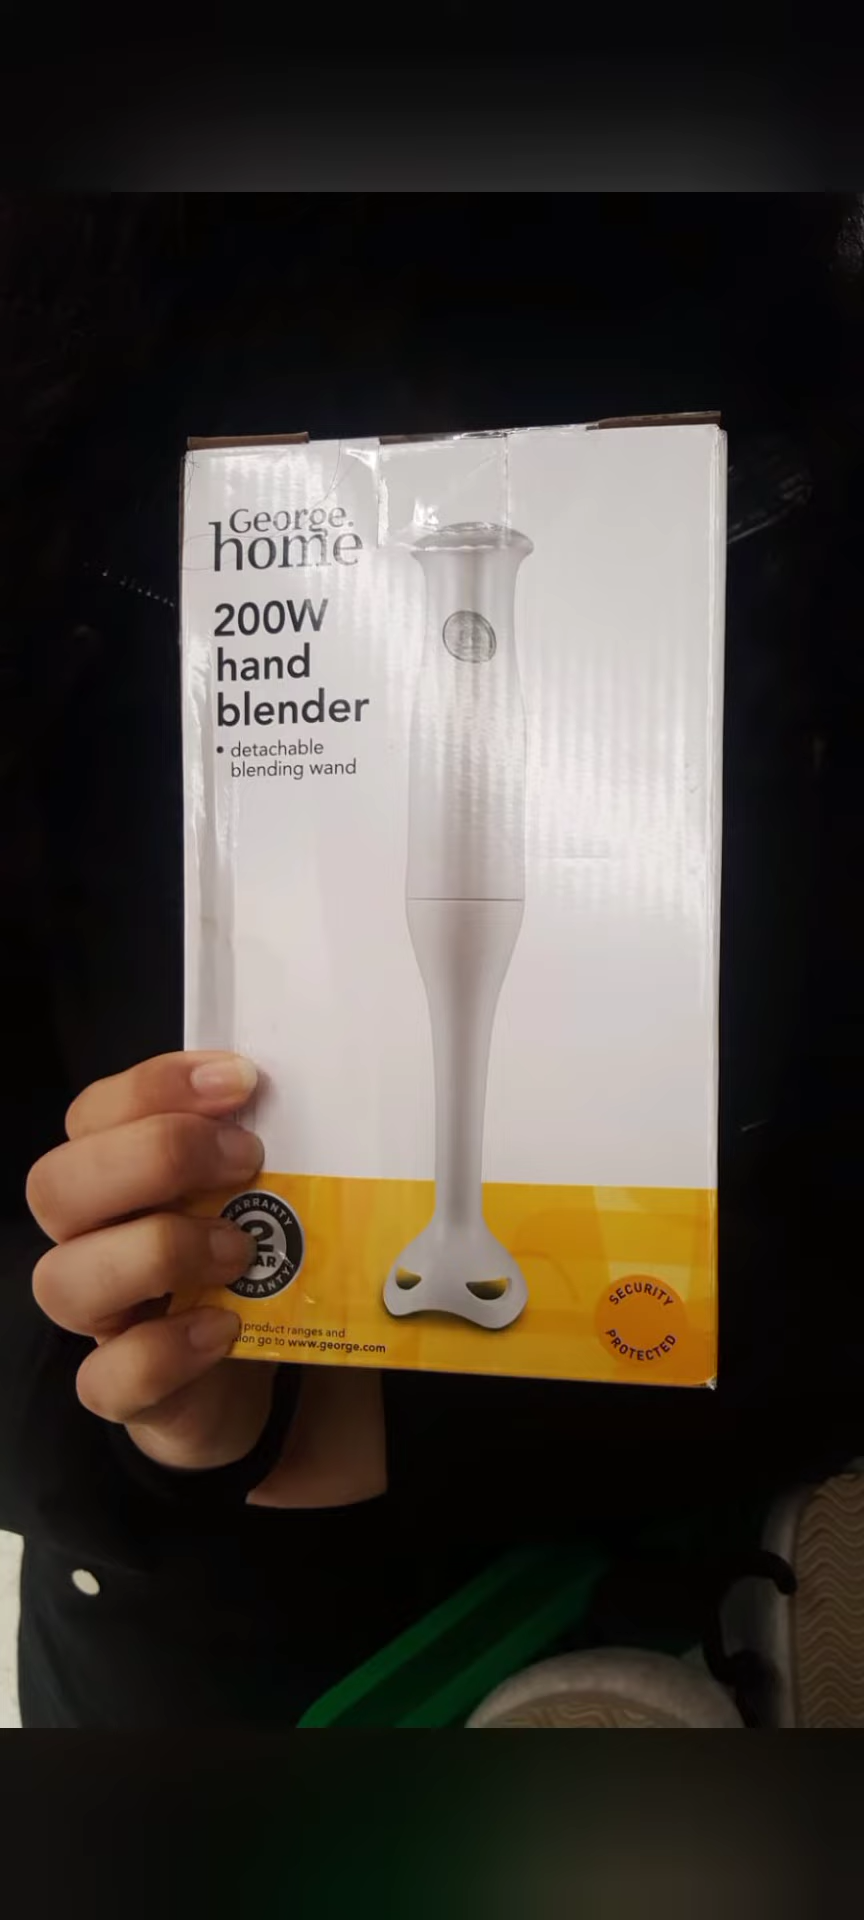 George.
home
200W
hand
blender
• detachable
blending wand
WARRANTY
2
product ranges and
go to www.george.com
SECURITY
PROTECTED